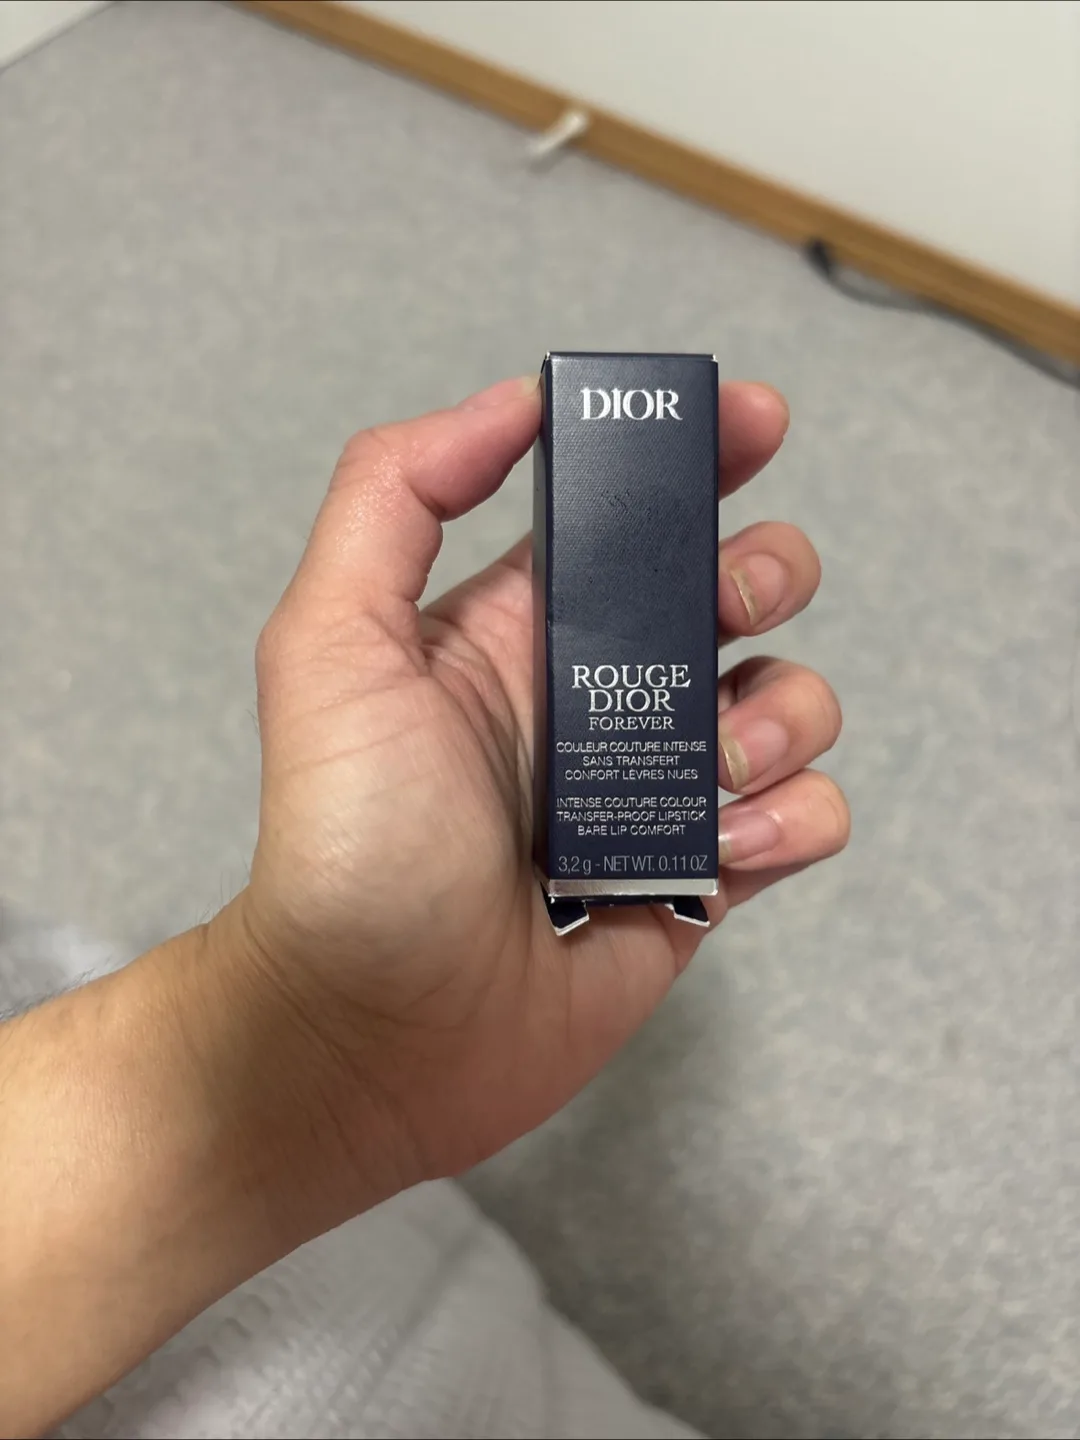 DIOR
ROUGE
DIOR
FOREVER
COULEUR COUTURE INTENSE
SANS TRANSFERT
CONFORT LÈVRES NUES
INTENSE COUTURE COLOUR
TRANSFER-PROOF LIPSTICK
BARE LIP COMFORT
3,2 g - NET WT. 0.11 OZ